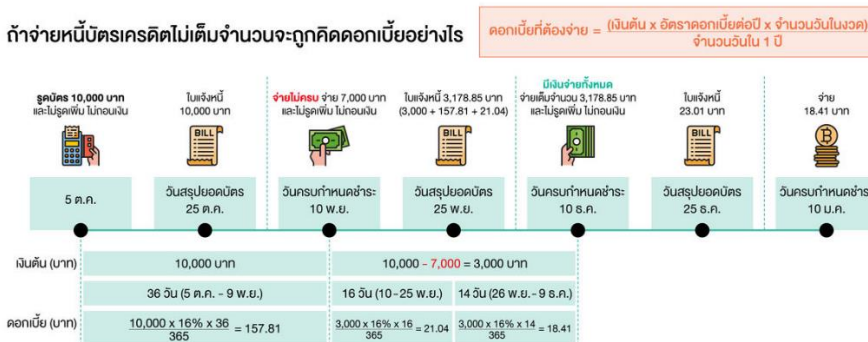 ถ้าจ่ายหนี้บัตรเครดิตไม่เต็มจำนวนจะถูกคิดดอกเบี้ยอย่างไร
ดอกเบี้ยที่ต้องจ่าย = (เงินต้น x อัตราดอกเบี้ยต่อปี x จำนวนวันในงวด)
จำนวนวันใน 1 ปี
รูดบัตร 10,000 บาท
และไม่รูดเพิ่ม ไม่ถอนเงิน
ใบแจ้งหนี้
10,000 บาท
จ่ายไม่ครบ จ่าย 7,000 บาท
และไม่รูดเพิ่ม ไม่ถอนเงิน
ใบแจ้งหนี้ 3,178.85 บาท
(3,000 + 157.81 + 21.04)
มีเงินจ่ายทั้งหมด
จ่ายเต็มจำนวน 3,178.85 บาท
และไม่รูดเพิ่ม ไม่ถอนเงิน
ใบแจ้งหนี้
23.01 บาท
จ่าย
18.41 บาท
BILL
BILL
BILL
5 ต.ค.
วันสรุปยอดบัตร
25 ต.ค.
วันครบกำหนดชำระ
10 พ.ย.
วันสรุปยอดบัตร
25 พ.ย.
วันครบกำหนดชำระ
10 ธ.ค.
วันสรุปยอดบัตร
25 ธ.ค.
วันครบกำหนดชำระ
10 ม.ค.
เงินต้น (บาท)
10,000 บาท
10,000 - 7,000 = 3,000 บาท
36 วัน (5 ต.ค. - 9 พ.ย.)
16 วัน (10-25 พ.ย.)
14 วัน (26 พ.ย.- 9 ธ.ค.)
ดอกเบี้ย (บาท)
10,000 x 16% x 36 = 157.81
365
3,000 x 16% x 16 = 21.04
365
3,000 x 16% x 14 = 18.41
365